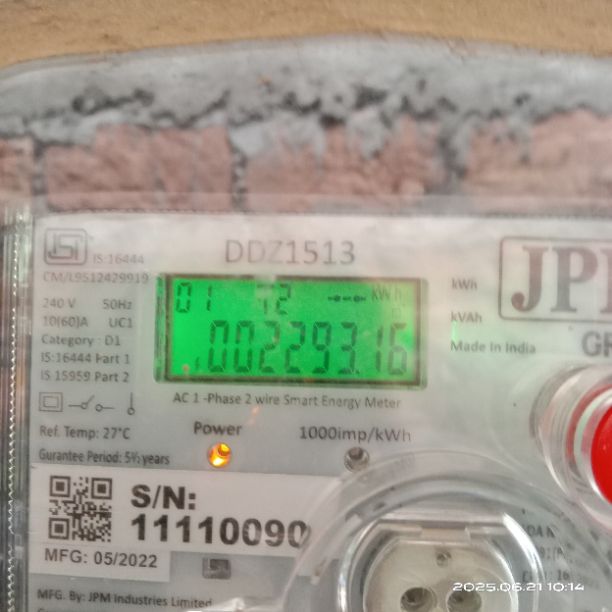 ISI IS:16444
DDZ1513
CM/L9512429919
240 V 50Hz
10(60)A UC1
Category : D1
IS:16444 Part 1
IS 15959 Part 2
01 T2 kWh
00229316
kWh
kVAh
Made In India
JP
AC 1 -Phase 2 wire Smart Energy Meter
Ref. Temp: 27°C
Power
1000imp/kWh
Gurantee Period: 5½ years
S/N:
11110090
MFG: 05/2022
MFG. By: JPM Industries Limited
2025.06.21 10:14